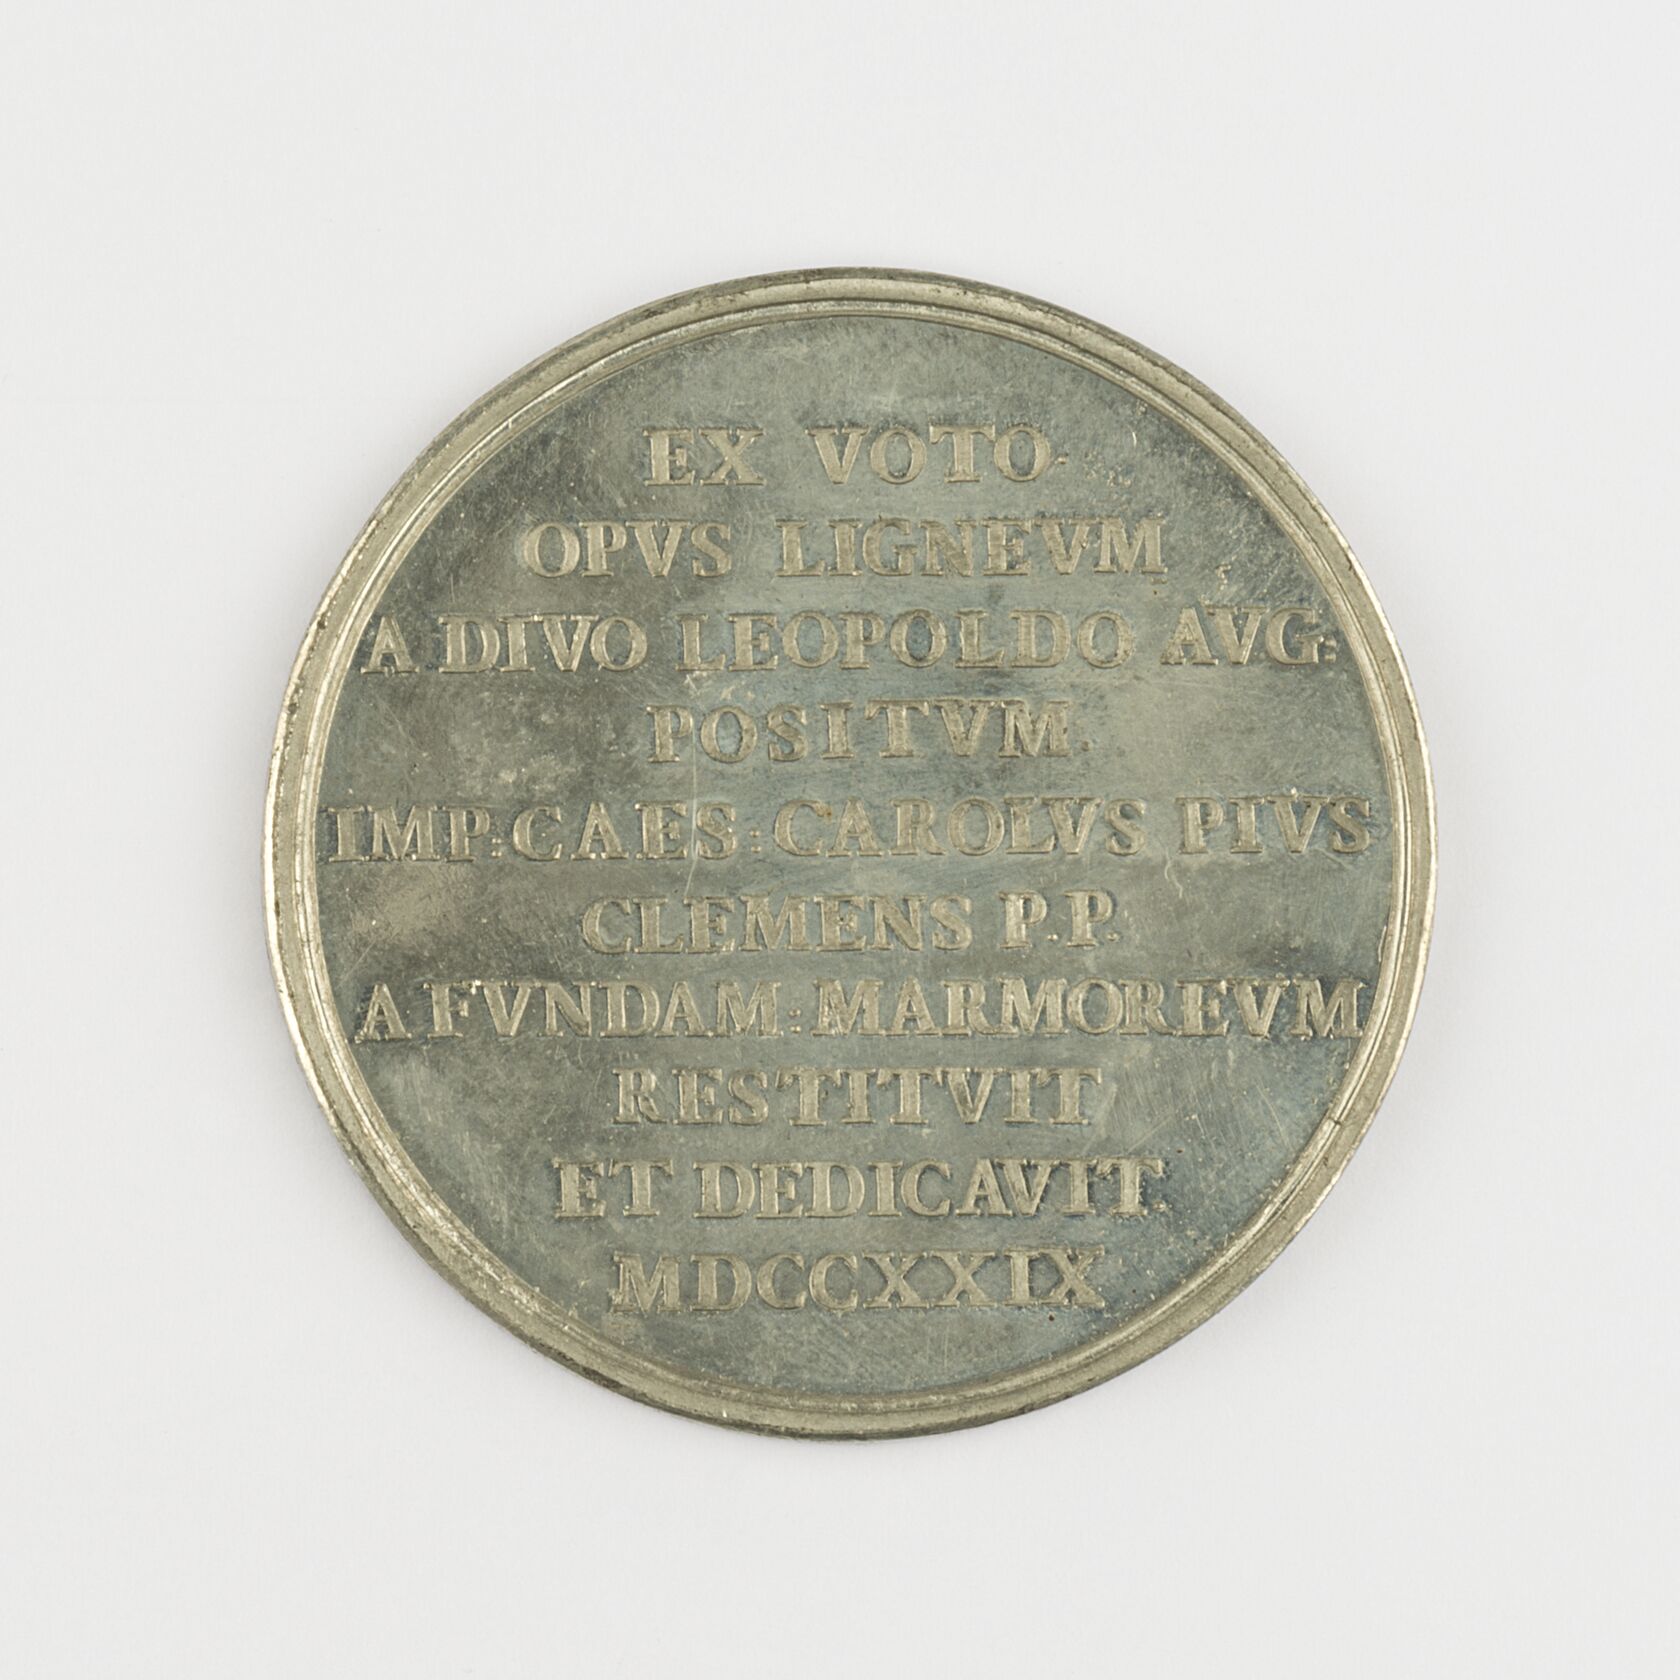 EX VOTO
OPVS LIGNEVM
A DIVO LEOPOLDO AVG:
POSITVM.
IMP: CAES: CAROLVS PIVS
CLEMENS P.P.
A FVNDAM: MARMOREVM
RESTITVIT
ET DEDICAVIT.
MDCCXXIX